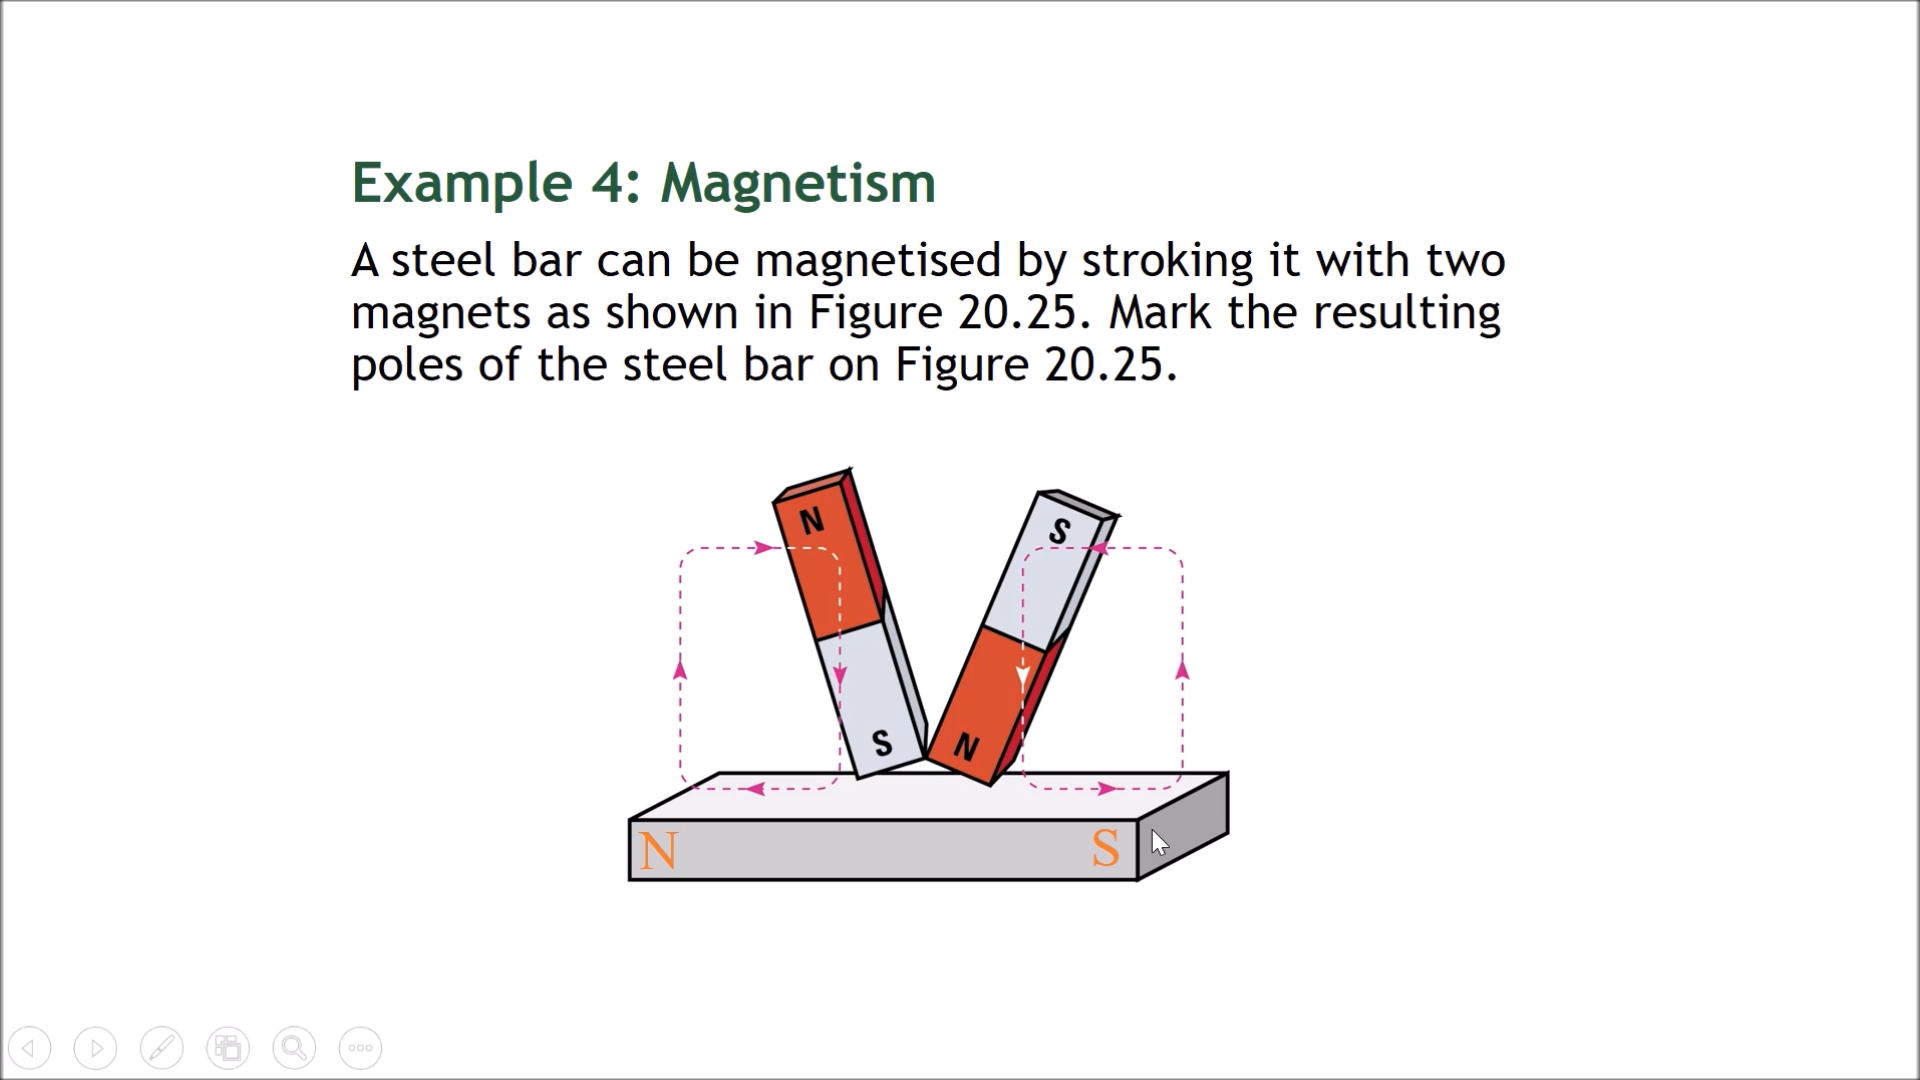 Example 4: Magnetism
A steel bar can be magnetised by stroking it with two
magnets as shown in Figure 20.25. Mark the resulting
poles of the steel bar on Figure 20.25.
N
S
S
N
N
S